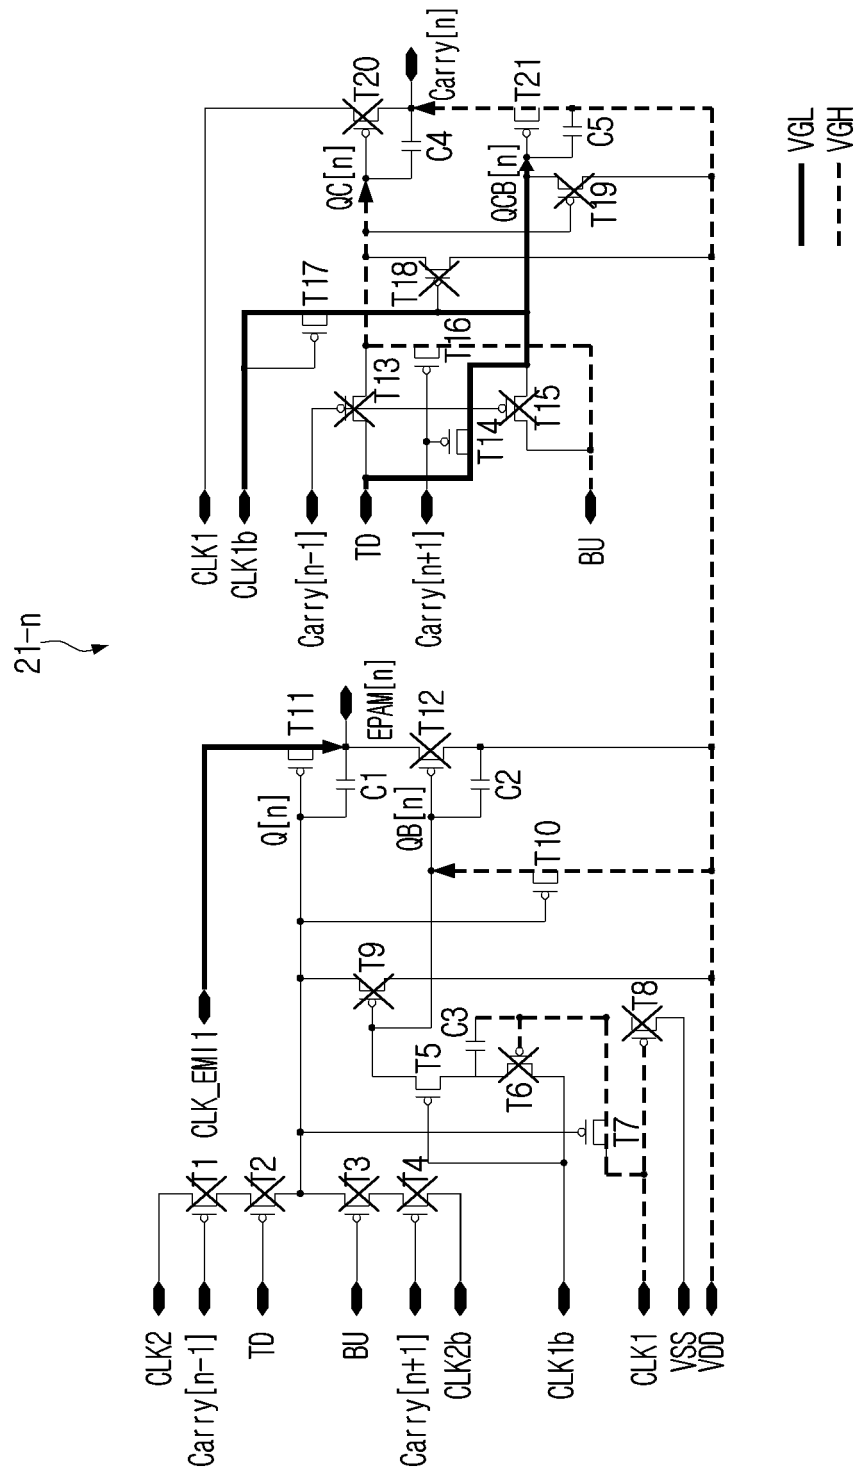 21-n
CLK2
Carry[n-1]
TD
BU
Carry[n+1]
CLK2b
CLK1b
CLK1
VSS
VDD
T1
T2
T3
T4
CLK_EMI1
T5
T6
T7
T8
C3
T9
T10
Q[n]
QB[n]
C1
C2
T11
T12
EPAM[n]
CLK1
CLK1b
Carry[n-1]
TD
Carry[n+1]
BU
T13
T14
T15
T16
T17
T18
T19
QC[n]
QCB[n]
C4
C5
T20
T21
Carry[n]
VGL
VGH